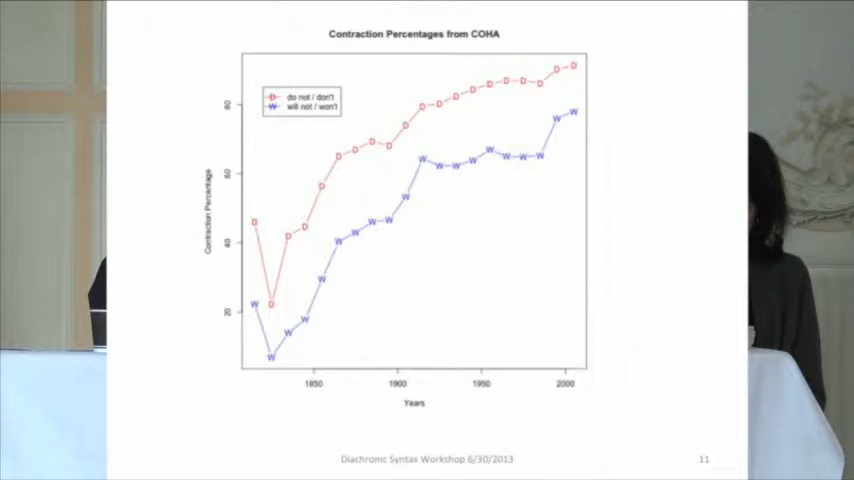 Contraction Percentages from COHA
D do not / don't
W will not / won't
Contraction Percentage
80
60
40
20
1850 1900 1950 2000
Years
Diachronic Syntax Workshop 6/30/2013 11